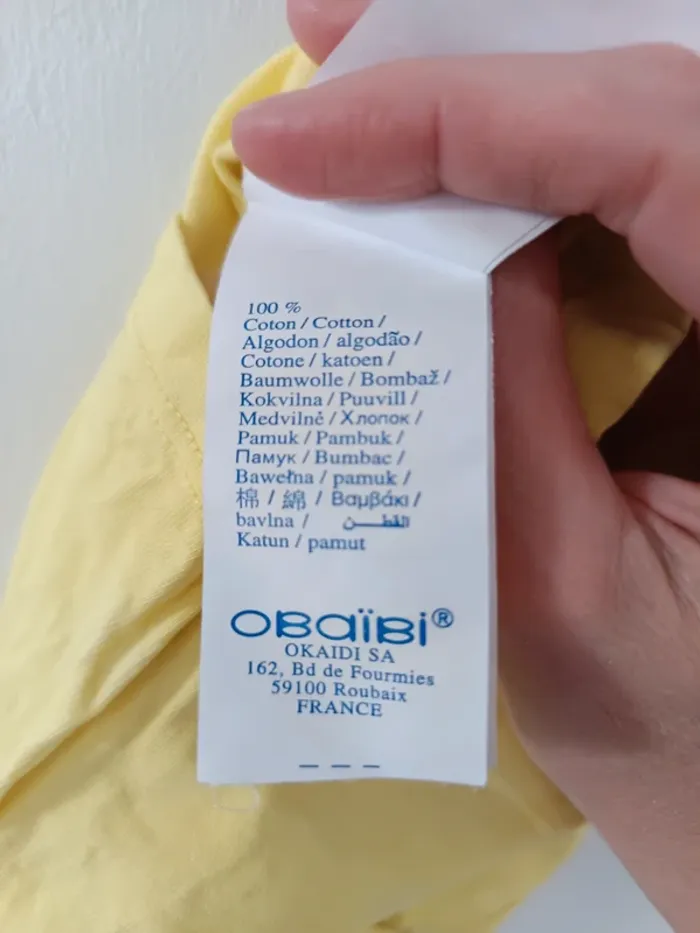 100 %
Coton / Cotton /
Algodon / algodão /
Cotone / katoen /
Baumwolle / Bombaž /
Kokvilna / Puuvill /
Medvilnė / Хлопок /
Pamuk / Pambuk /
Памук / Bumbac /
Bawełna / pamuk /
棉 / 綿 / Βαμβάκι /
bavlna / القطن
Katun / pamut
OBaïBi®
OKAIDI SA
162, Bd de Fourmies
59100 Roubaix
FRANCE